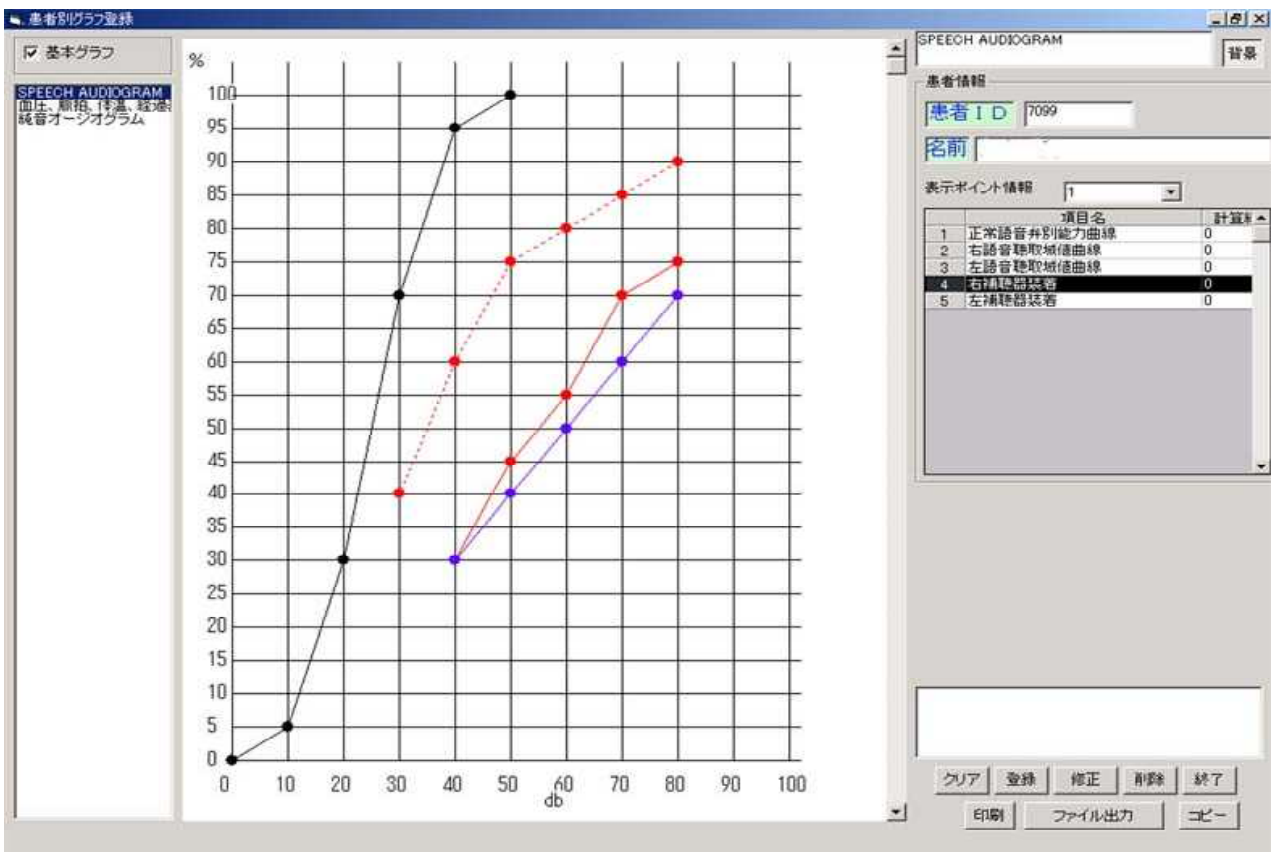 患者別グラフ登録
基本グラフ
SPEECH AUDIOGRAM
血圧、脈拍、体温、経過
純音オージオグラム
%
100
95
90
85
80
75
70
65
60
55
50
45
40
35
30
25
20
15
10
5
0
0 10 20 30 40 50 60 70 80 90 100
db
SPEECH AUDIOGRAM
背景
患者情報
患者ID 7099
名前
表示ポイント情報 1
項目名 計算
1 正常語音弁別能力曲線 0
2 右語音聴取域値曲線 0
3 左語音聴取域値曲線 0
4 右補聴器装着 0
5 左補聴器装着 0
クリア 登録 修正 削除 終了
印刷 ファイル出力 コピー